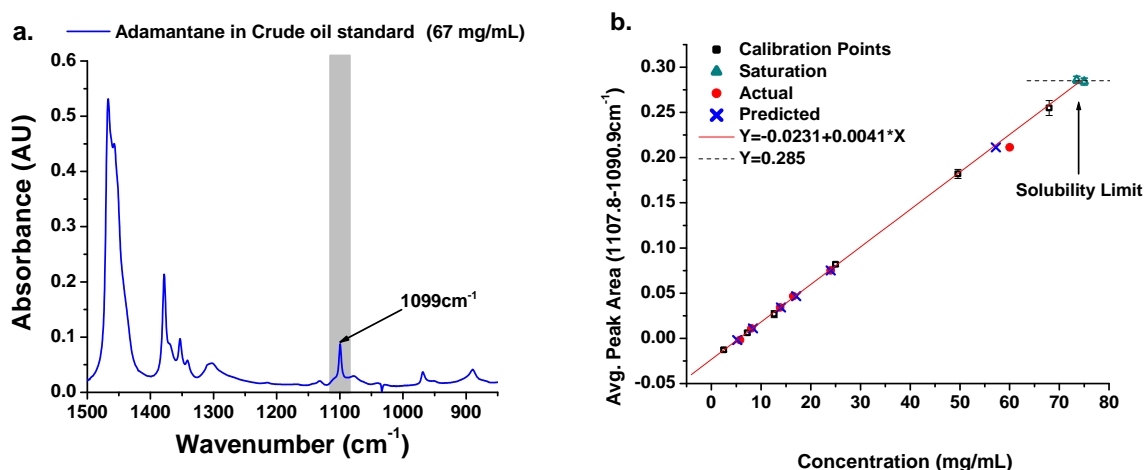 a.
Adamantane in Crude oil standard (67 mg/mL)
Absorbance (AU)
0.6
0.5
0.4
0.3
0.2
0.1
0.0
1099cm-1
1500 1400 1300 1200 1100 1000 900
Wavenumber (cm-1)
b.
Calibration Points
Saturation
Actual
Predicted
Y=-0.0231+0.0041*X
Y=0.285
Solubility Limit
Avg. Peak Area (1107.8-1090.9cm-1)
0.30
0.25
0.20
0.15
0.10
0.05
0.00
-0.05
0 10 20 30 40 50 60 70 80
Concentration (mg/mL)